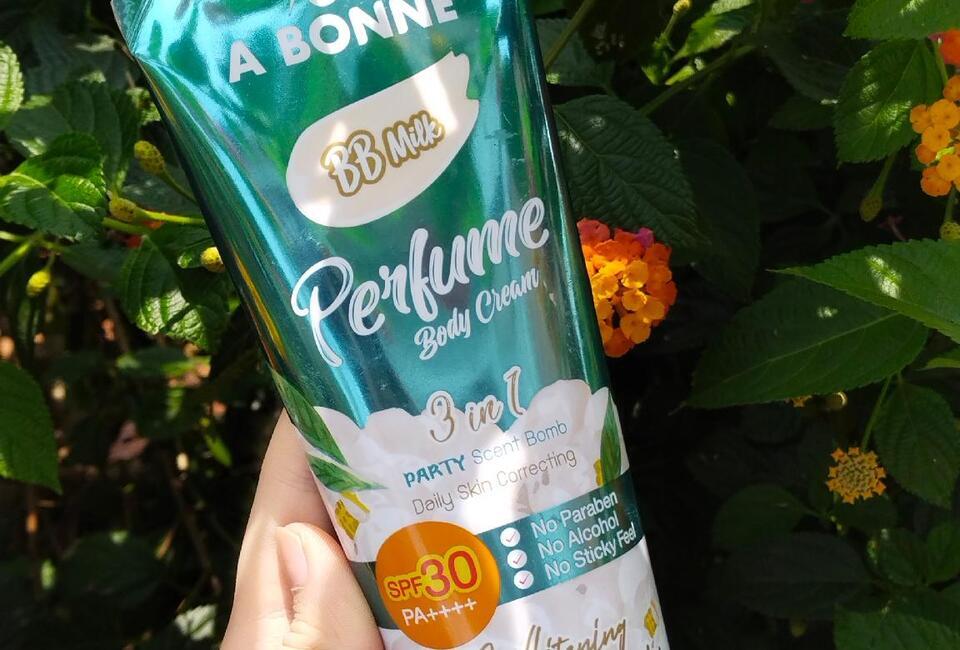 A BONNE
BB Milk
Perfume
Body Cream
3 in 1
PARTY Scent Bomb
Daily Skin Correcting
No Paraben
No Alcohol
No Sticky Feel
SPF30
PA++++